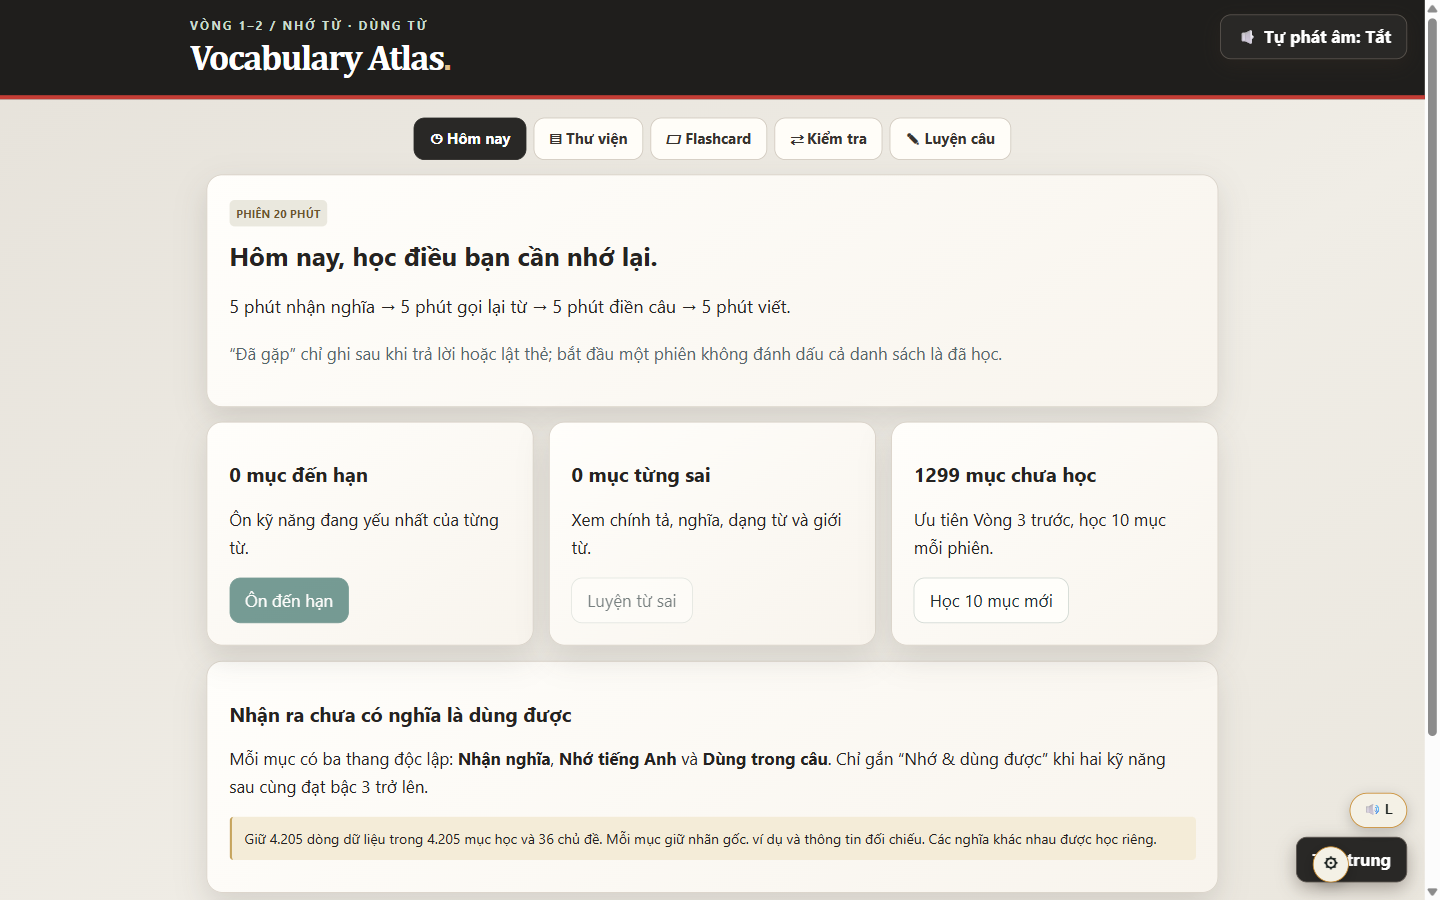 VÒNG 1–2 / NHỚ TỪ · DÙNG TỪ
Vocabulary Atlas.
Tự phát âm: Tắt
Hôm nay
Thư viện
Flashcard
Kiểm tra
Luyện câu
PHIÊN 20 PHÚT
Hôm nay, học điều bạn cần nhớ lại.
5 phút nhận nghĩa → 5 phút gọi lại từ → 5 phút điền câu → 5 phút viết.
“Đã gặp” chỉ ghi sau khi trả lời hoặc lật thẻ; bắt đầu một phiên không đánh dấu cả danh sách là đã học.
0 mục đến hạn
Ôn kỹ năng đang yếu nhất của từng
từ.
Ôn đến hạn
0 mục từng sai
Xem chính tả, nghĩa, dạng từ và giới
từ.
Luyện từ sai
1299 mục chưa học
Ưu tiên Vòng 3 trước, học 10 mục
mỗi phiên.
Học 10 mục mới
Nhận ra chưa có nghĩa là dùng được
Mỗi mục có ba thang độc lập: Nhận nghĩa, Nhớ tiếng Anh và Dùng trong câu. Chỉ gắn “Nhớ & dùng được” khi hai kỹ năng
sau cùng đạt bậc 3 trở lên.
Giữ 4.205 dòng dữ liệu trong 4.205 mục học và 36 chủ đề. Mỗi mục giữ nhãn gốc. ví dụ và thông tin đối chiếu. Các nghĩa khác nhau được học riêng.
L
trung